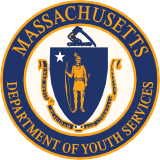 MASSACHUSETTS
DEPARTMENT OF YOUTH SERVICES